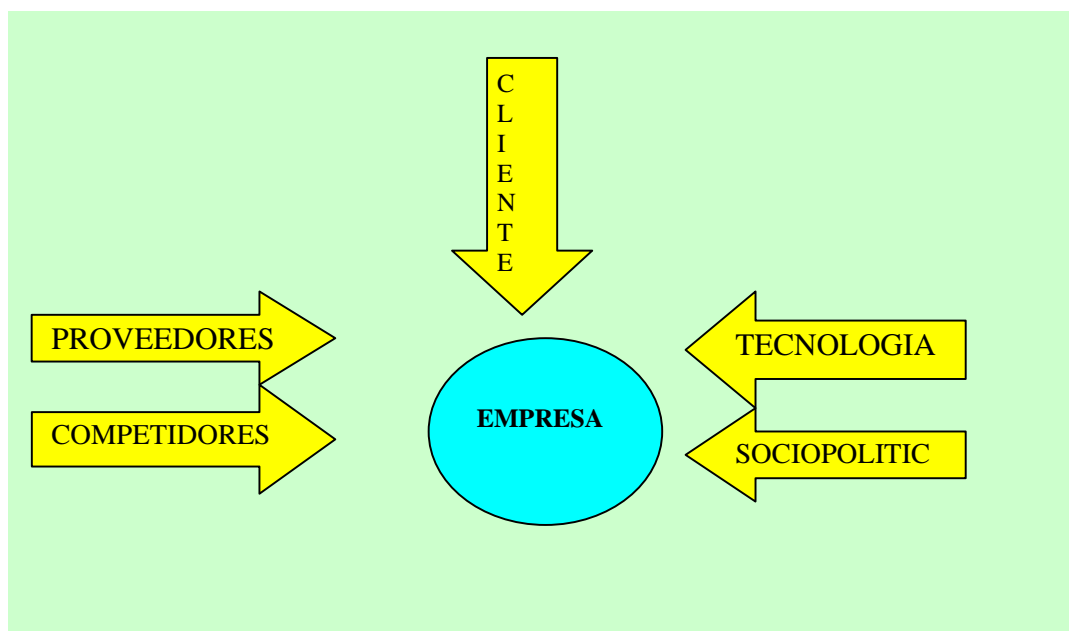 CLIENTE
PROVEEDORES
TECNOLOGIA
EMPRESA
COMPETIDORES
SOCIOPOLITIC